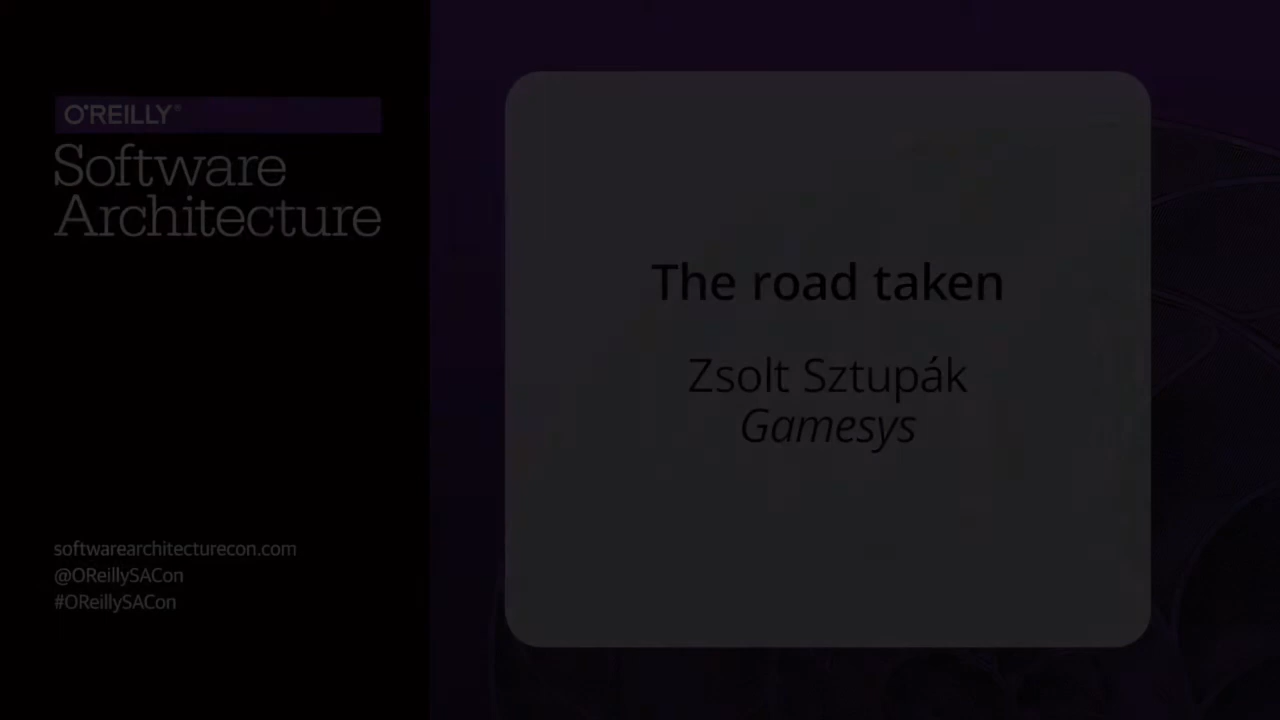 O'REILLY®
Software
Architecture
The road taken
Zsolt Sztupák
Gamesys
softwarearchitecturecon.com
@OReillySACon
#OReillySACon